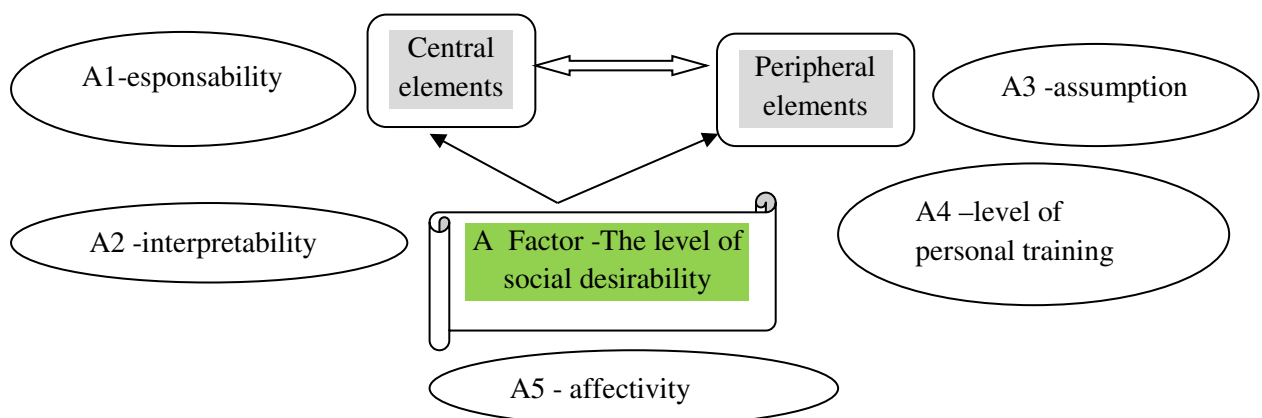 Central
elements
Peripheral
elements
A1-esponsability
A3 -assumption
A2 -interpretability
A Factor -The level of
social desirability
A4 –level of
personal training
A5 - affectivity